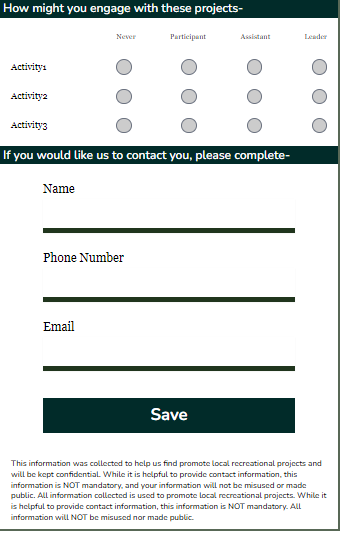 How might you engage with these projects-
Never Participant Assistant Leader
Activity1
Activity2
Activity3
If you would like us to contact you, please complete-
Name
Phone Number
Email
Save
This information was collected to help us find promote local recreational projects and
will be kept confidential. While it is helpful to provide contact information, this
information is NOT mandatory, and your information will not be misused or made
public. All information collected is used to promote local recreational projects. While it
is helpful to provide contact information, this information is NOT mandatory. All
information will NOT be misused nor made public.